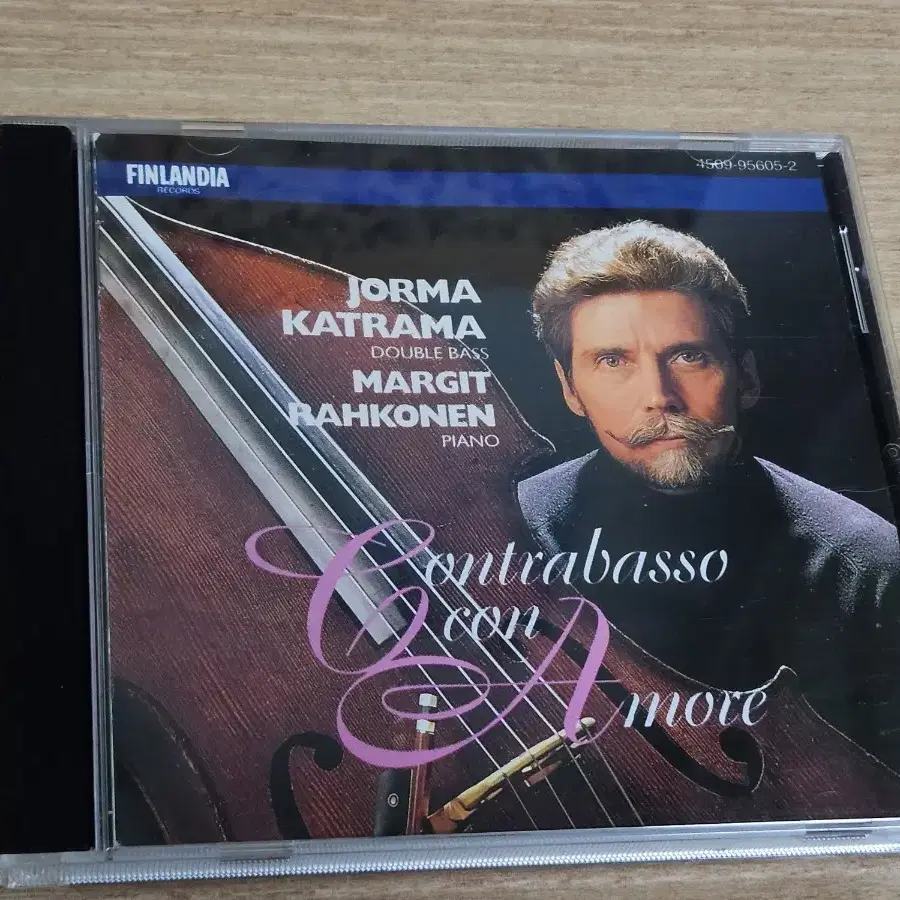 FINLANDIA
RECORDS
4509-95605-2
JORMA
KATRAMA
DOUBLE BASS
MARGIT
RAHKONEN
PIANO
Contrabasso
con
Amore